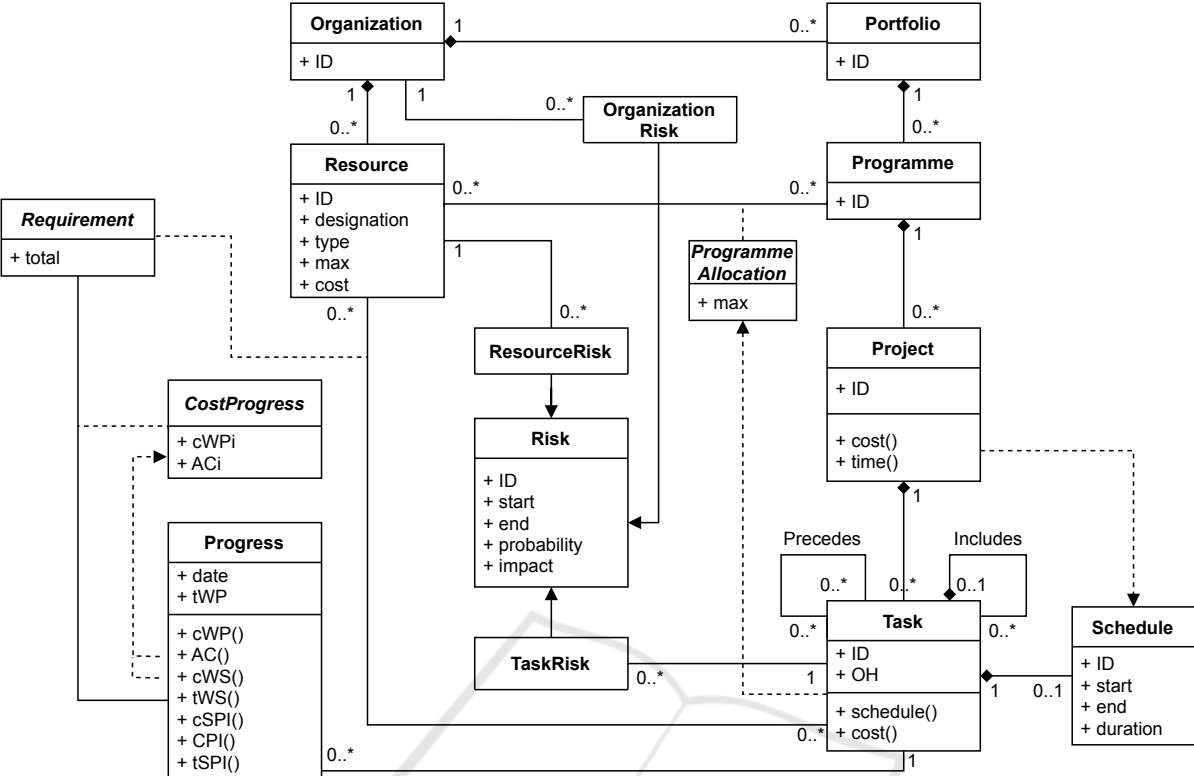 Organization
+ ID
1
0..*
Portfolio
+ ID
1
0..*
1
0..*
1
0..*
Organization
Risk
Resource
+ ID
+ designation
+ type
+ max
+ cost
0..*
0..*
Programme
+ ID
1
0..*
Requirement
+ total
Programme
Allocation
+ max
1
0..*
0..*
ResourceRisk
Project
+ ID
+ cost()
+ time()
1
0..*
CostProgress
+ cWPi
+ ACi
Risk
+ ID
+ start
+ end
+ probability
+ impact
Progress
+ date
+ tWP
+ cWP()
+ AC()
+ cWS()
+ tWS()
+ cSPI()
+ CPI()
+ tSPI()
Precedes
0..*
0..*
Includes
0..1
0..*
Task
+ ID
+ OH
+ schedule()
+ cost()
TaskRisk
0..*
1
Schedule
+ ID
+ start
+ end
+ duration
1
0..1
0..*
0..*
1